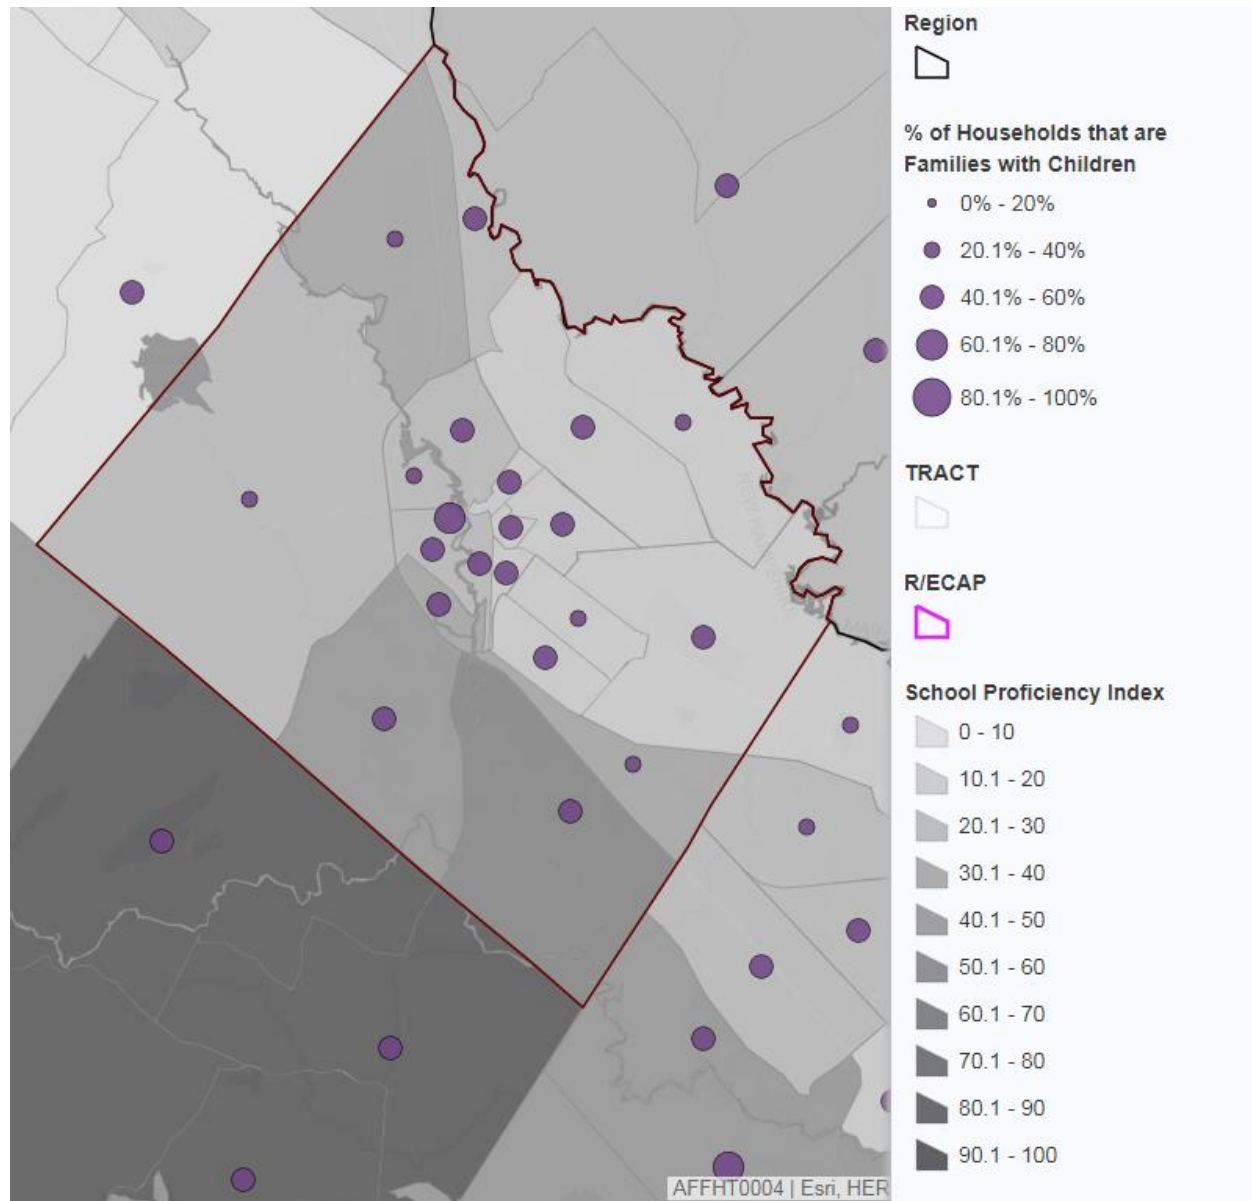 Region
% of Households that are
Families with Children
0% - 20%
20.1% - 40%
40.1% - 60%
60.1% - 80%
80.1% - 100%
TRACT
R/ECAP
School Proficiency Index
0 - 10
10.1 - 20
20.1 - 30
30.1 - 40
40.1 - 50
50.1 - 60
60.1 - 70
70.1 - 80
80.1 - 90
90.1 - 100
NEW HAMPSHIRE
AFFHT0004 | Esri, HER